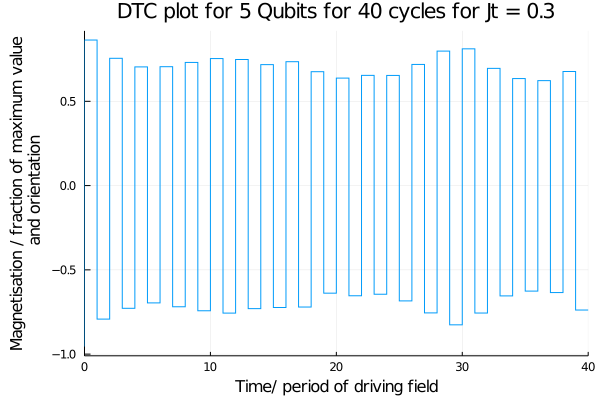 DTC plot for 5 Qubits for 40 cycles for Jt = 0.3
Magnetisation / fraction of maximum value
and orientation
0.5
0.0
−0.5
−1.0
0 10 20 30 40
Time/ period of driving field